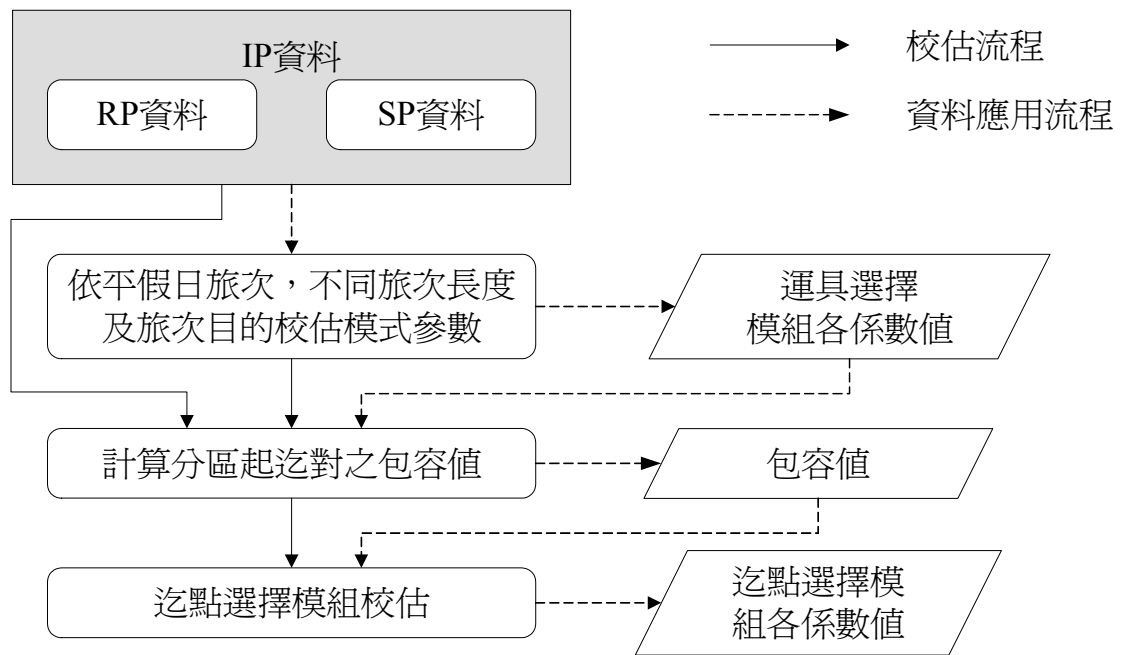 IP資料
RP資料
SP資料
校估流程
資料應用流程
依平假日旅次，不同旅次長度
及旅次目的校估模式參數
運具選擇
模組各係數值
計算分區起迄對之包容值
包容值
迄點選擇模組校估
迄點選擇模
組各係數值